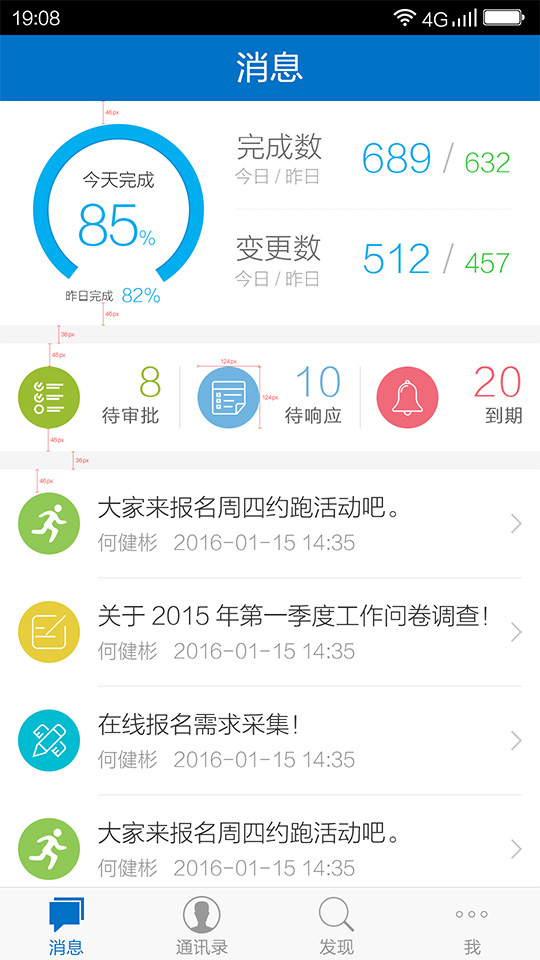 19:08
4G
消息
46px
今天完成
85%
昨日完成 82%
46px
完成数
今日 / 昨日
689 / 632
变更数
今日 / 昨日
512 / 457
36px
46px
8
待审批
124px
124px
10
待响应
20
到期
46px
36px
46px
大家来报名周四约跑活动吧。
何健彬 2016-01-15 14:35
关于 2015 年第一季度工作问卷调查!
何健彬 2016-01-15 14:35
在线报名需求采集!
何健彬 2016-01-15 14:35
大家来报名周四约跑活动吧。
何健彬 2016-01-15 14:35
消息
通讯录
发现
我